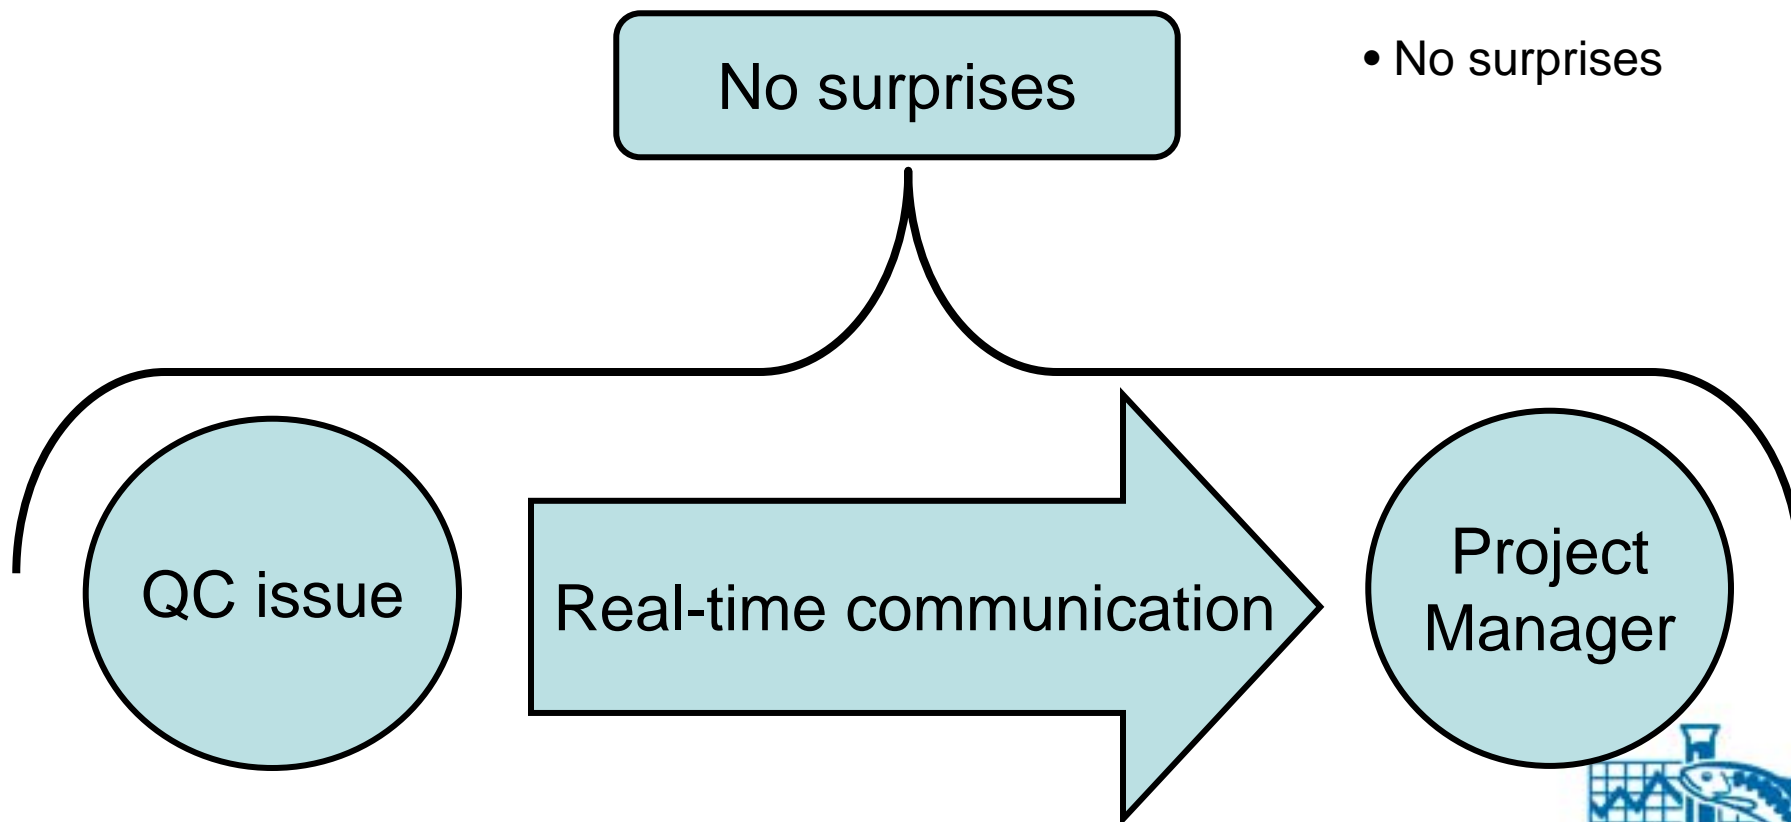 No surprises
• No surprises
QC issue
Real-time communication
Project
Manager